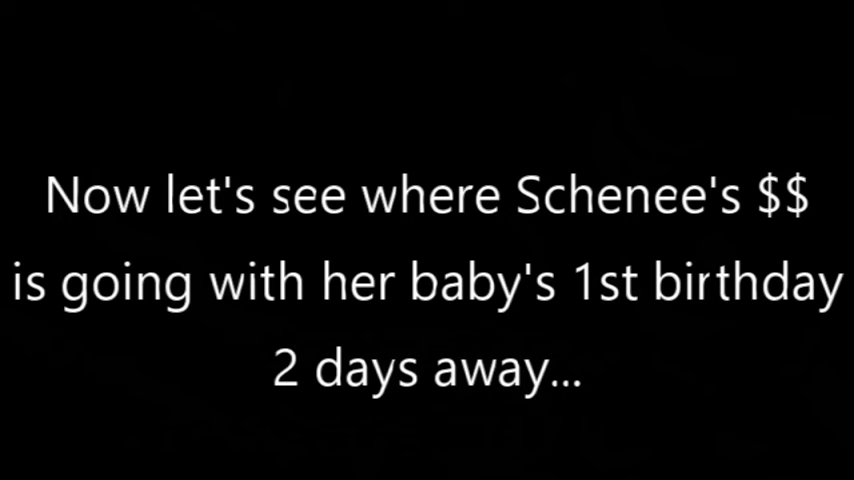 Now let's see where Schenee's $$
is going with her baby's 1st birthday
2 days away...